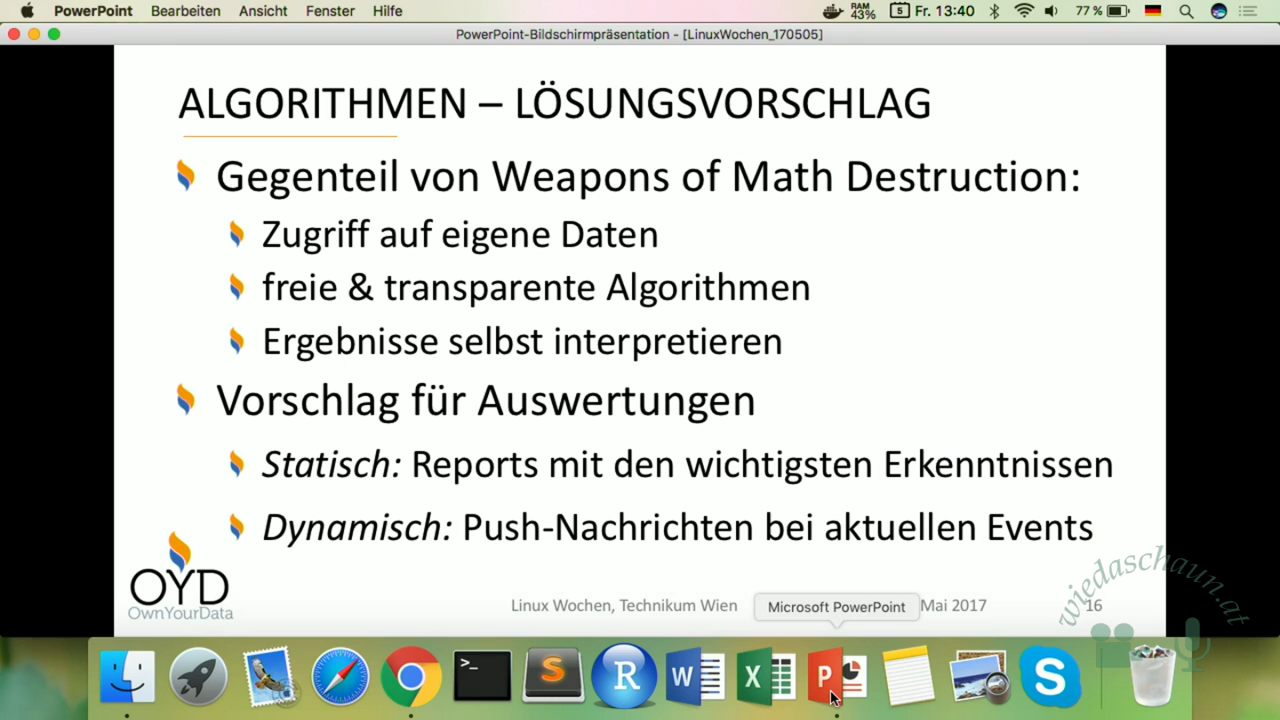 PowerPoint Bearbeiten Ansicht Fenster Hilfe RAM 43% 5 Fr. 13:40 77 %
PowerPoint-Bildschirmpräsentation - [LinuxWochen_170505]
ALGORITHMEN – LÖSUNGSVORSCHLAG
Gegenteil von Weapons of Math Destruction:
Zugriff auf eigene Daten
freie & transparente Algorithmen
Ergebnisse selbst interpretieren
Vorschlag für Auswertungen
Statisch: Reports mit den wichtigsten Erkenntnissen
Dynamisch: Push-Nachrichten bei aktuellen Events
OYD
OwnYourData
Linux Wochen, Technikum Wien
Microsoft PowerPoint
Mai 2017
16
wiedaschaun.at
>_
S
R
W
X
P
S